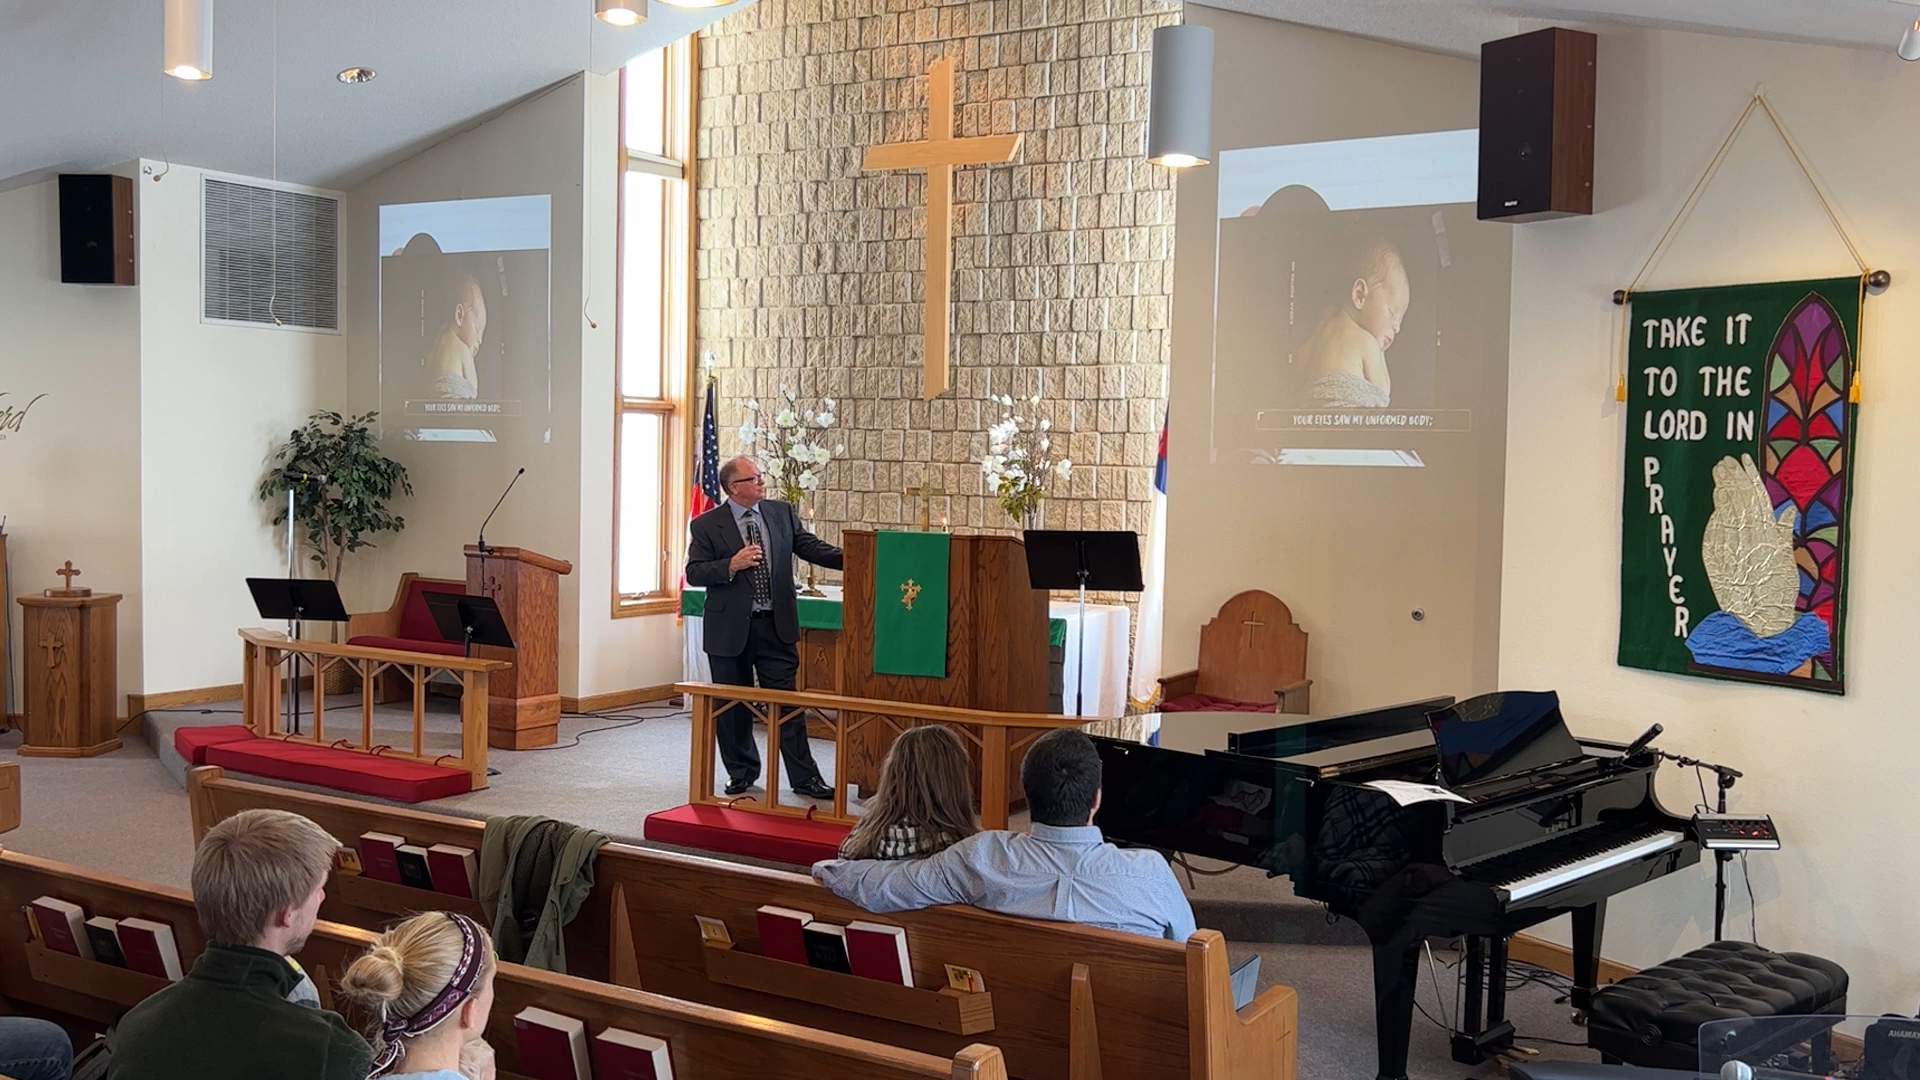 YOUR EYES SAW MY UNFORMED BODY;
YOUR EYES SAW MY UNFORMED BODY;
TAKE IT
TO THE
LORD IN
PRAYER